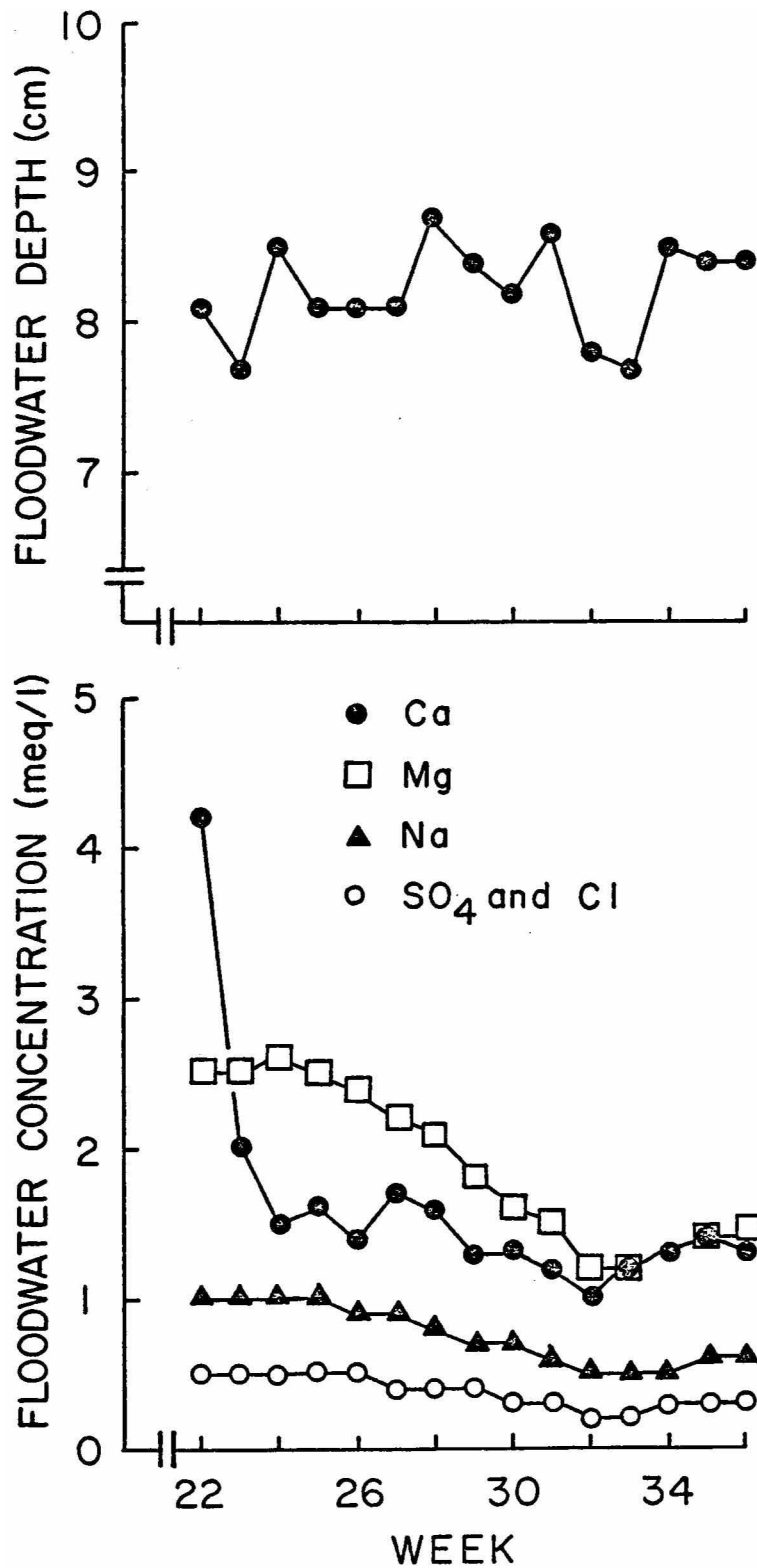 FLOODWATER DEPTH (cm)
10
9
8
7
FLOODWATER CONCENTRATION (meq/l)
5
4
3
2
1
0
Ca
Mg
Na
SO4 and Cl
22 26 30 34
WEEK